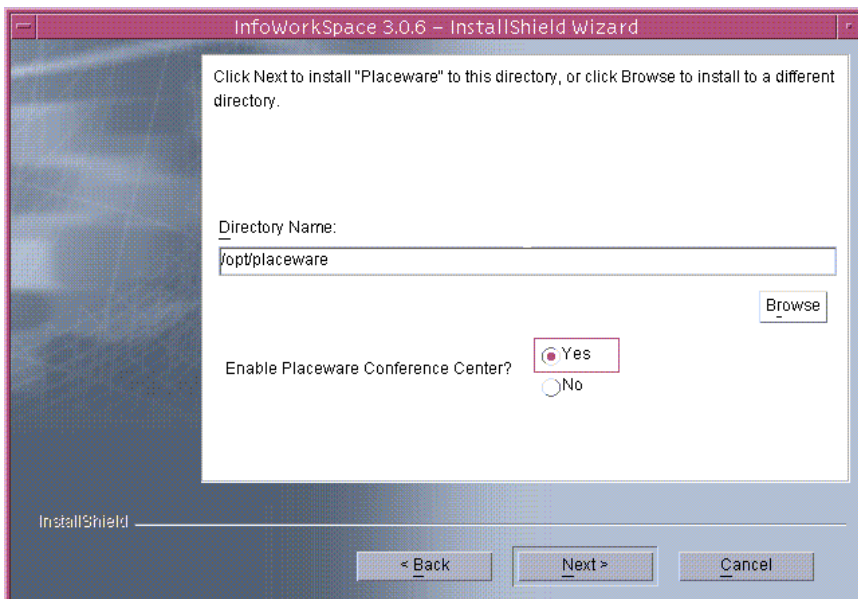 InfoWorkSpace 3.0.6 – InstallShield Wizard
Click Next to install "Placeware" to this directory, or click Browse to install to a different
directory.
Directory Name:
/opt/placeware
Browse
Enable Placeware Conference Center?
Yes
No
InstallShield
< Back
Next >
Cancel